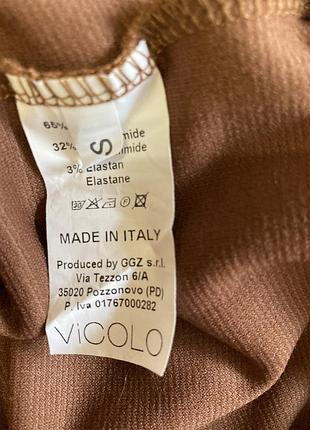 65%
S
32%
3% Elastan
Elastane
30
MADE IN ITALY
Produced by GGZ s.r.l.
Via Tezzon 6/A
35020 Pozzonovo (PD)
P. Iva 01767000282
ViCOLO